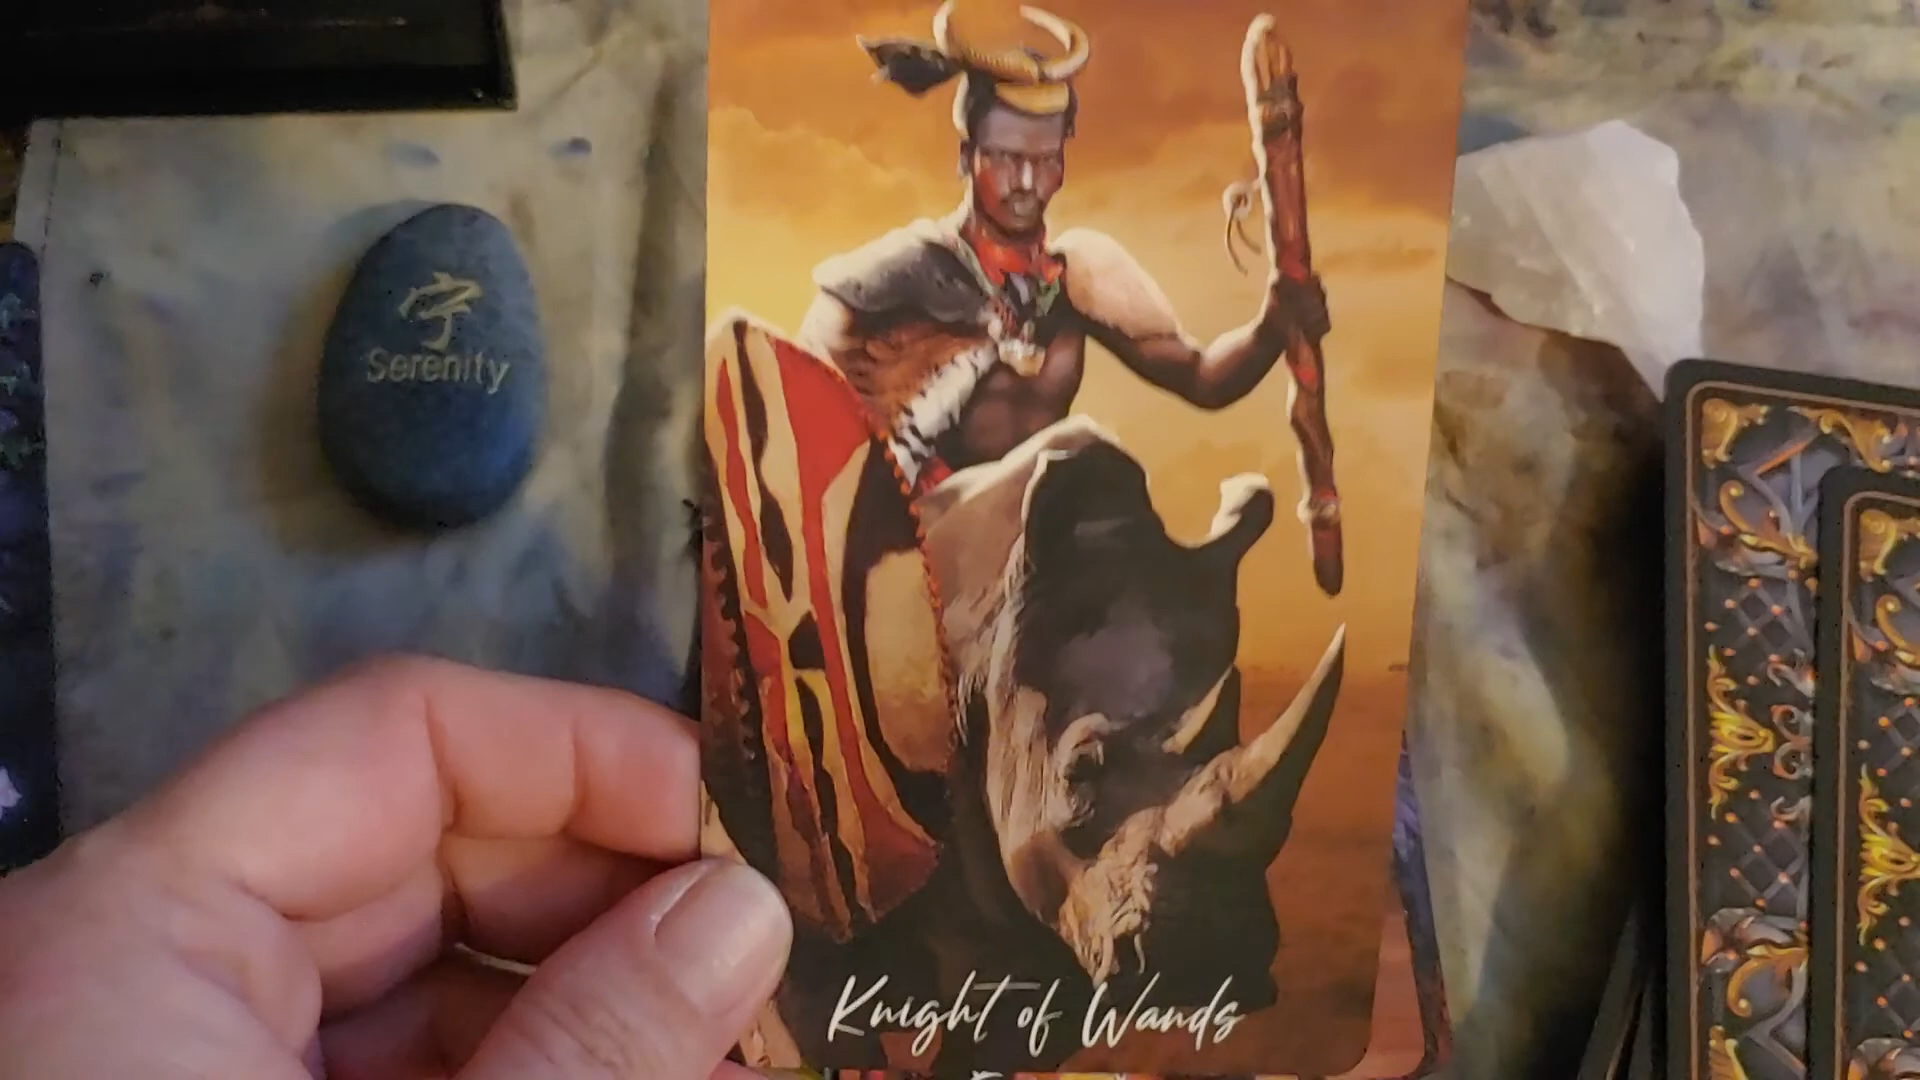 字
Serenity
Knight of Wands